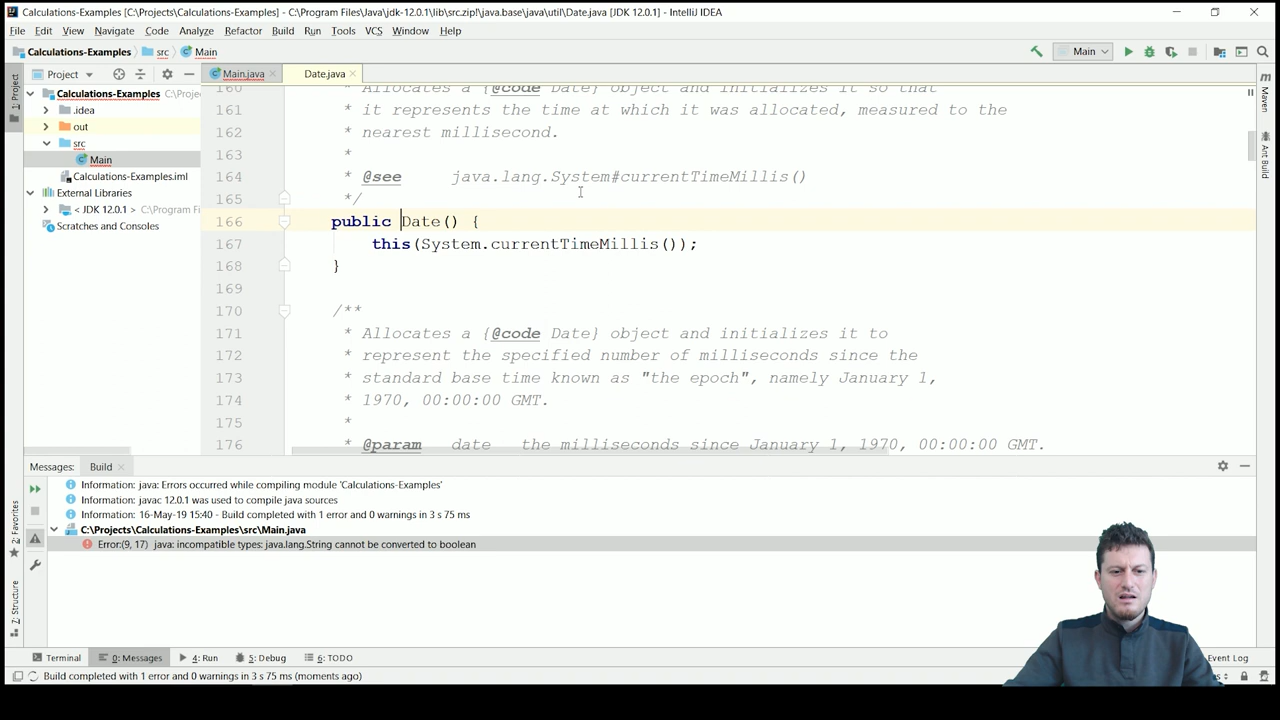 Calculations-Examples [C:\Projects\Calculations-Examples] - C:\Program Files\Java\jdk-12.0.1\lib\src.zip!\java.base\java\util\Date.java [JDK 12.0.1] - IntelliJ IDEA
File Edit View Navigate Code Analyze Refactor Build Run Tools VCS Window Help
Calculations-Examples src Main
Main
Project
Main.java
Date.java
1: Project
Calculations-Examples C:\Proje
.idea
out
src
Main
Calculations-Examples.iml
External Libraries
< JDK 12.0.1 > C:\Program F
Scratches and Consoles
160 * Allocates a {@code Date} object and initializes it so that
161 * it represents the time at which it was allocated, measured to the
162 * nearest millisecond.
163 *
164 * @see java.lang.System#currentTimeMillis()
165 */
166 public Date() {
167 this(System.currentTimeMillis());
168 }
169
170 /**
171 * Allocates a {@code Date} object and initializes it to
172 * represent the specified number of milliseconds since the
173 * standard base time known as "the epoch", namely January 1,
174 * 1970, 00:00:00 GMT.
175 *
176 * @param date the milliseconds since January 1, 1970, 00:00:00 GMT.
m
Maven
Ant Build
Messages: Build
Information: java: Errors occurred while compiling module 'Calculations-Examples'
Information: javac 12.0.1 was used to compile java sources
Information: 16-May-19 15:40 - Build completed with 1 error and 0 warnings in 3 s 75 ms
C:\Projects\Calculations-Examples\src\Main.java
Error:(9, 17) java: incompatible types: java.lang.String cannot be converted to boolean
2: Favorites
7: Structure
Terminal 0: Messages 4: Run 5: Debug 6: TODO
Event Log
Build completed with 1 error and 0 warnings in 3 s 75 ms (moments ago)